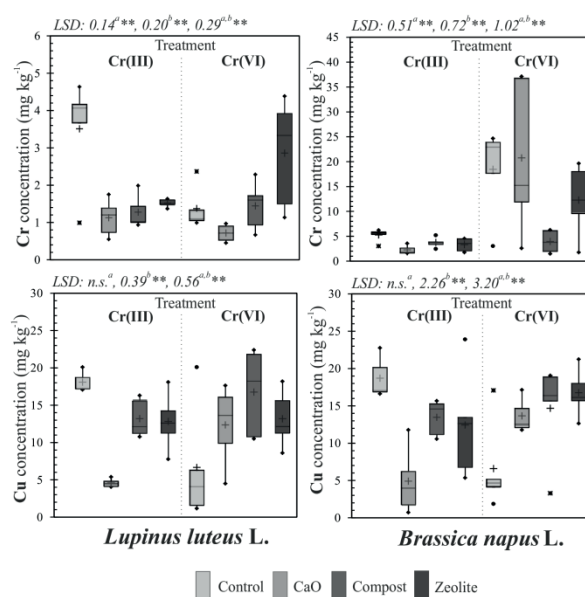 LSD: 0.14ᵃ**, 0.20ᵇ**, 0.29ᵃ,ᵇ**
Treatment
Cr(III) Cr(VI)
Cr concentration (mg kg⁻¹)
6
5
4
3
2
1
0
LSD: 0.51ᵃ**, 0.72ᵇ**, 1.02ᵃ,ᵇ**
Treatment
Cr(III) Cr(VI)
Cr concentration (mg kg⁻¹)
45
40
35
30
25
20
15
10
5
0
LSD: n.s.ᵃ, 0.39ᵇ**, 0.56ᵃ,ᵇ**
Treatment
Cr(III) Cr(VI)
Cu concentration (mg kg⁻¹)
30
25
20
15
10
5
0
Lupinus luteus L.
LSD: n.s.ᵃ, 2.26ᵇ**, 3.20ᵃ,ᵇ**
Treatment
Cr(III) Cr(VI)
Cu concentration (mg kg⁻¹)
30
25
20
15
10
5
0
Brassica napus L.
Control CaO Compost Zeolite